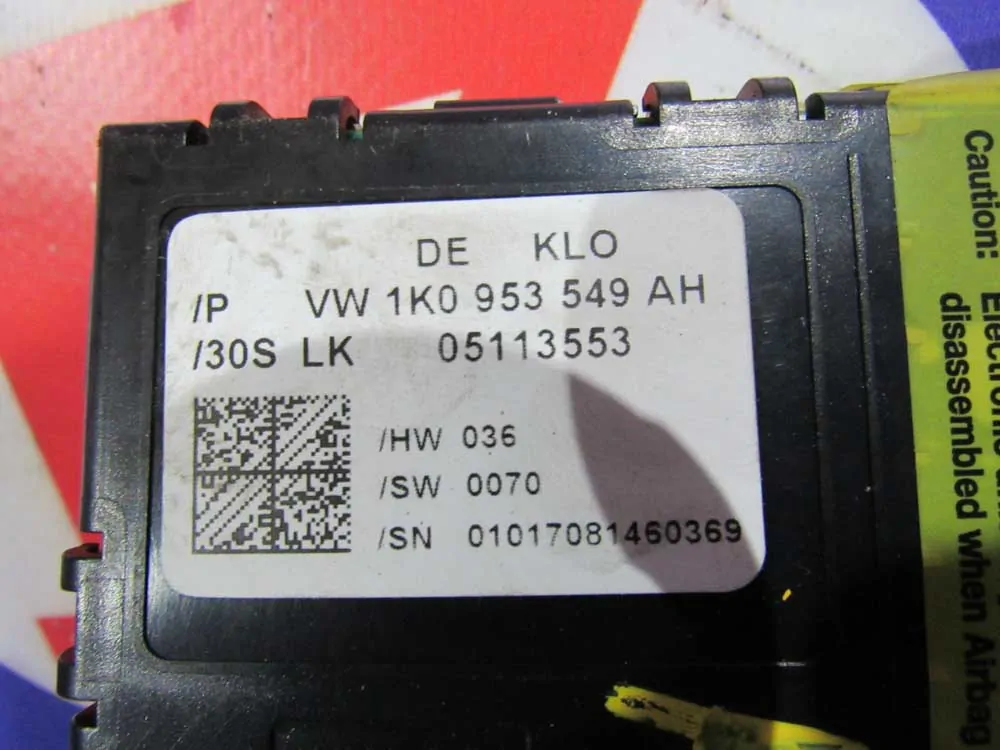 DE KLO
/P VW 1K0 953 549 AH
/30S LK 05113553
/HW 036
/SW 0070
/SN 01017081460369
Caution:
disassembled when Airbag